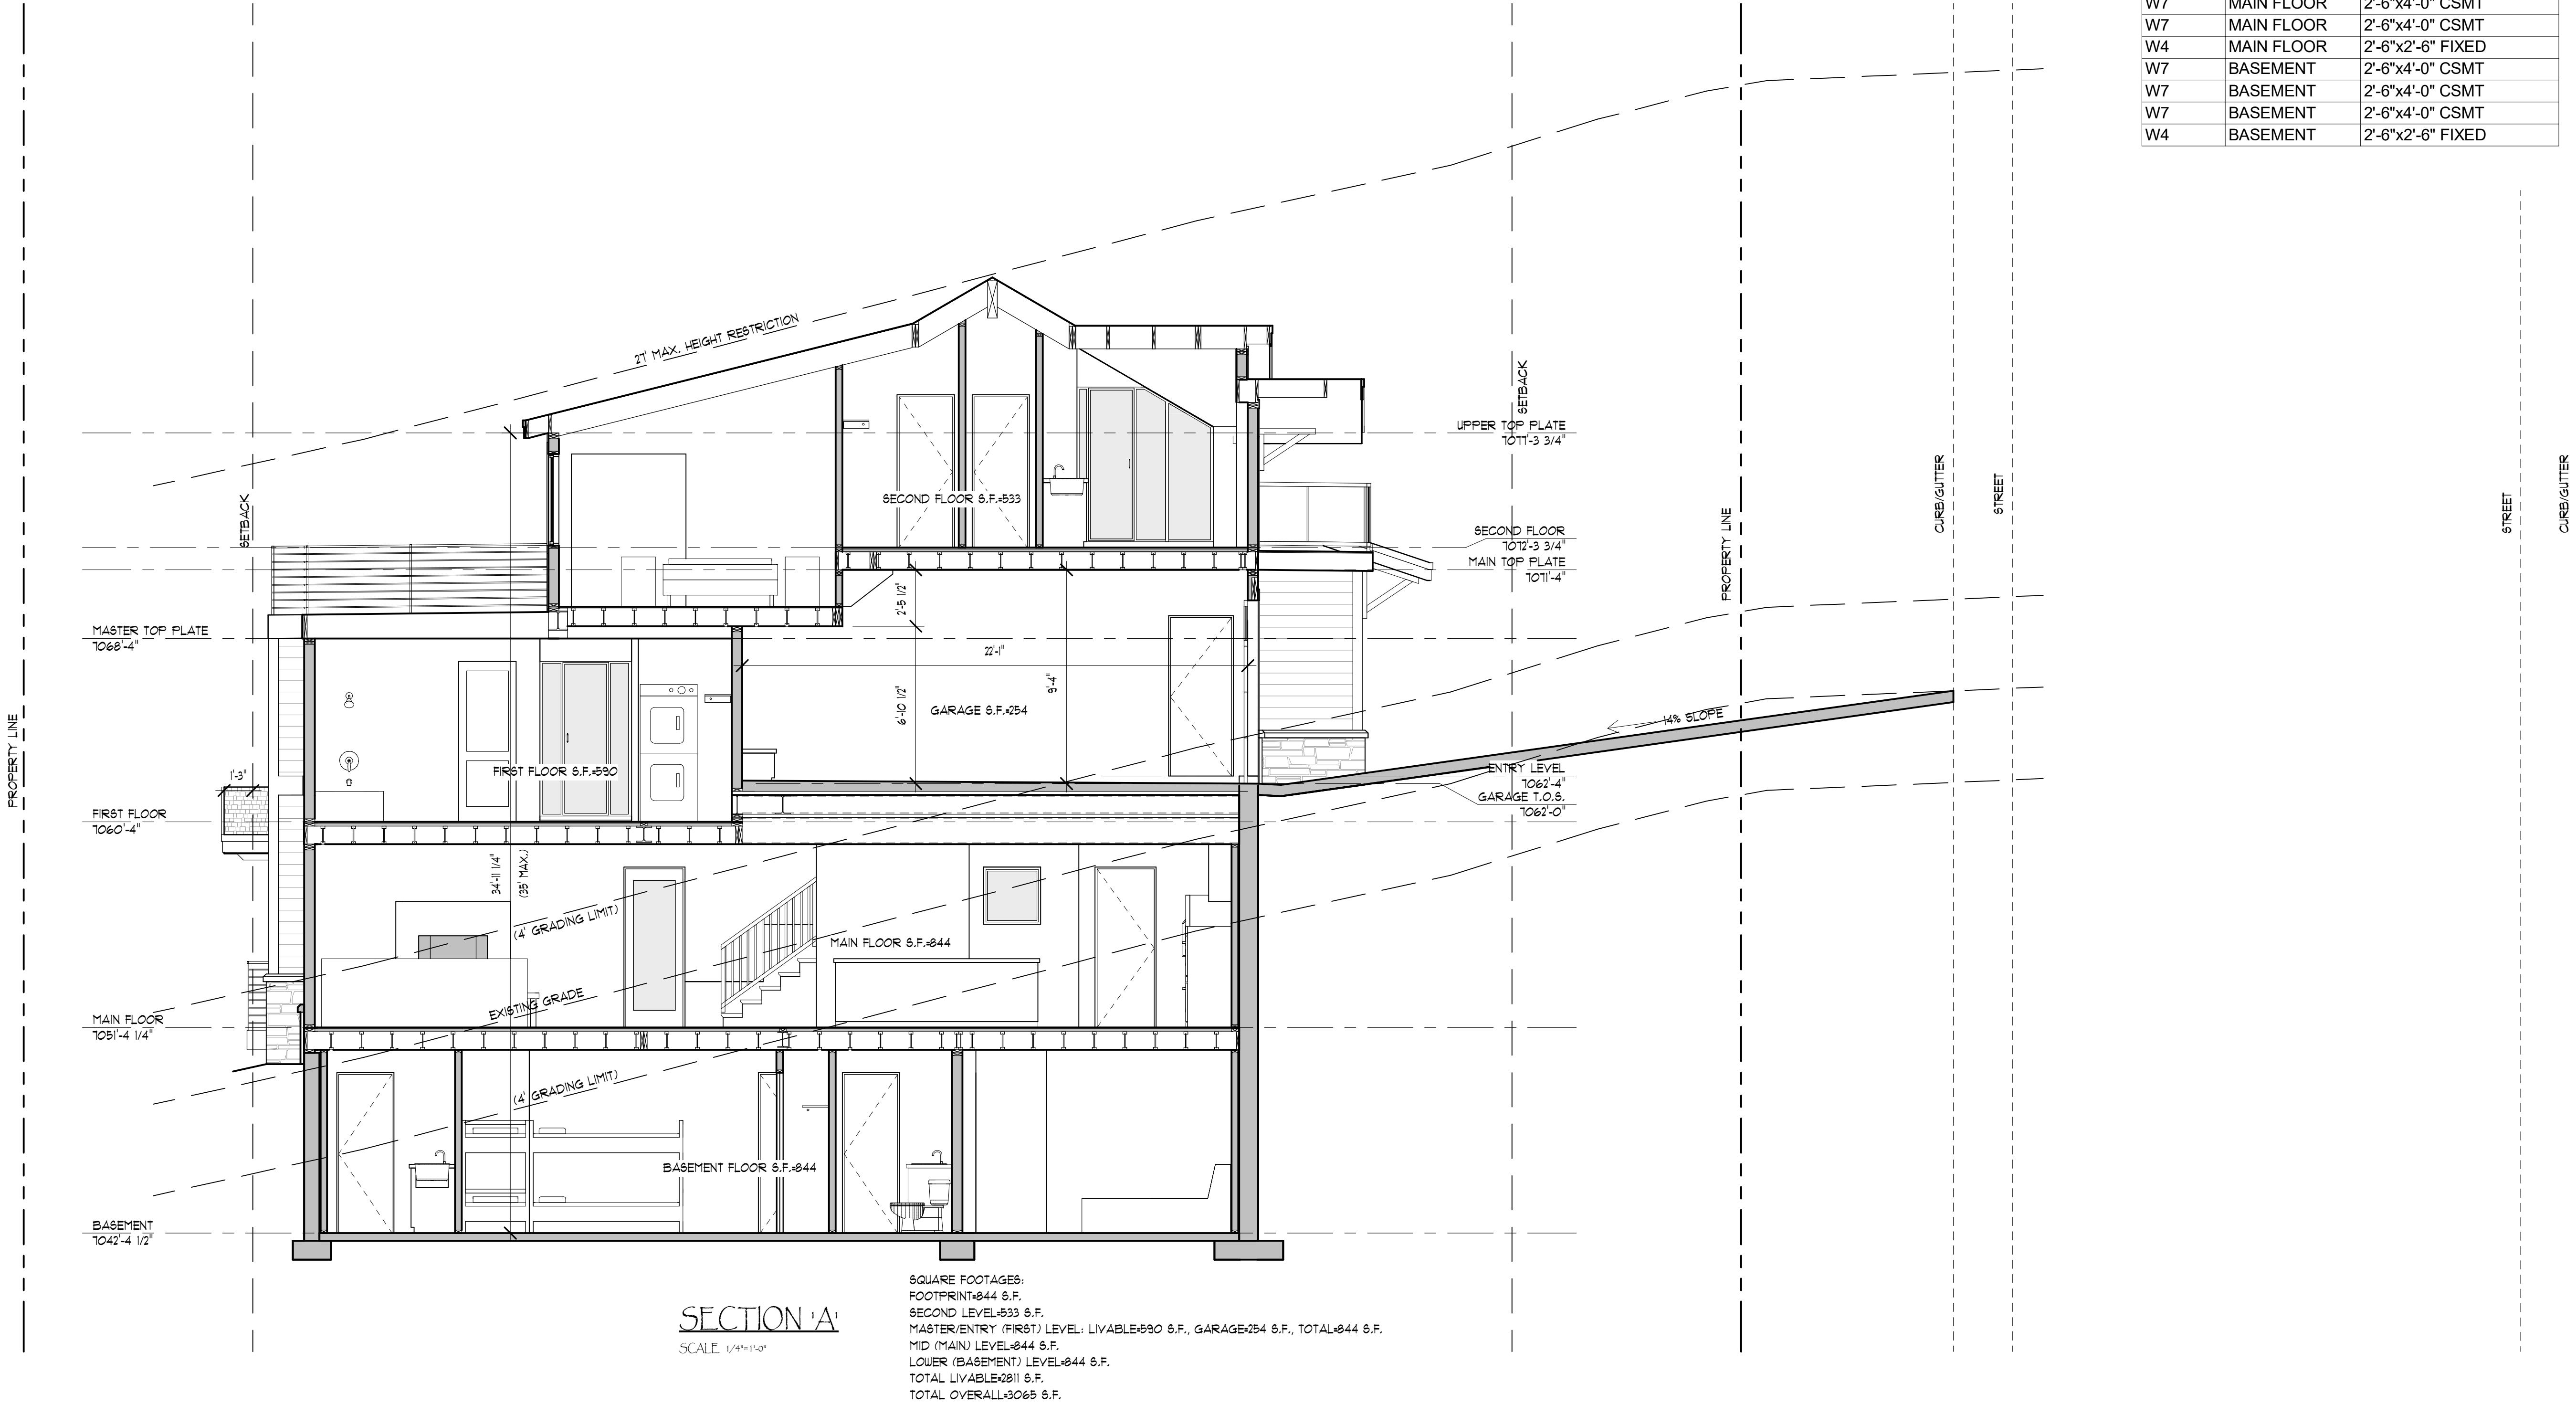 W7 MAIN FLOOR 2'-6"x4'-0" CSMT
W7 MAIN FLOOR 2'-6"x4'-0" CSMT
W4 MAIN FLOOR 2'-6"x2'-6" FIXED
W7 BASEMENT 2'-6"x4'-0" CSMT
W7 BASEMENT 2'-6"x4'-0" CSMT
W7 BASEMENT 2'-6"x4'-0" CSMT
W4 BASEMENT 2'-6"x2'-6" FIXED
27' MAX. HEIGHT RESTRICTION
SETBACK
UPPER TOP PLATE
7077'-3 3/4"
SETBACK
SECOND FLOOR S.F.=533
CURB/GUTTER
STREET
STREET
CURB/GUTTER
PROPERTY LINE
SECOND FLOOR
7072'-3 3/4"
MAIN TOP PLATE
7071'-4"
2'-5 1/2"
MASTER TOP PLATE
7068'-4"
22'-1"
9'-4"
6'-10 1/2"
GARAGE S.F.=254
14% SLOPE
PROPERTY LINE
1'-3"
FIRST FLOOR S.F.=590
ENTRY LEVEL
7062'-4"
GARAGE T.O.S.
7062'-0"
FIRST FLOOR
7060'-4"
34'-11 1/4"
(35' MAX.)
(4' GRADING LIMIT)
MAIN FLOOR S.F.=844
EXISTING GRADE
MAIN FLOOR
7051'-4 1/4"
(4' GRADING LIMIT)
BASEMENT FLOOR S.F.=844
BASEMENT
7042'-4 1/2"
SECTION 'A'
SCALE 1/4"=1'-0"
SQUARE FOOTAGES:
FOOTPRINT=844 S.F.
SECOND LEVEL=533 S.F.
MASTER/ENTRY (FIRST) LEVEL: LIVABLE=590 S.F., GARAGE=254 S.F., TOTAL=844 S.F.
MID (MAIN) LEVEL=844 S.F.
LOWER (BASEMENT) LEVEL=844 S.F.
TOTAL LIVABLE=2811 S.F.
TOTAL OVERALL=3065 S.F.